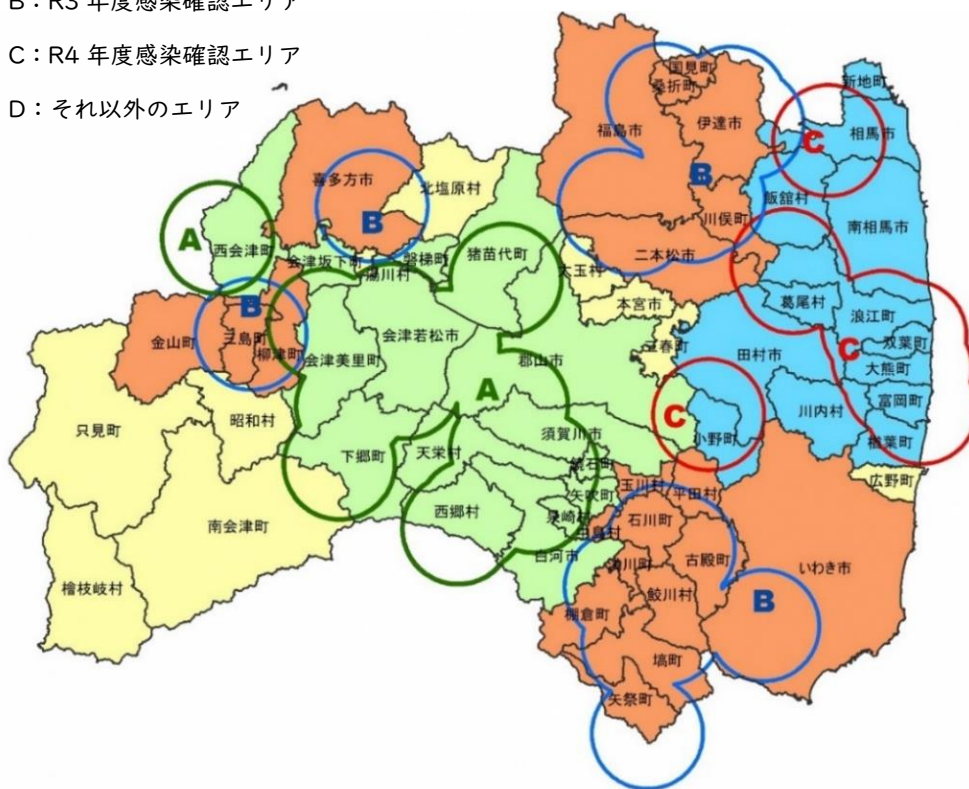 B：R3 年度感染確認エリア
C：R4 年度感染確認エリア
D：それ以外のエリア
国見町
桑折町
新地町
福島市
伊達市
C
相馬市
喜多方市
北塩原村
B
飯舘村
B
川俣町
南相馬市
A
西会津町
猪苗代町
二本松市
会津坂下町
磐梯町
湯川村
大玉村
本宮市
葛尾村
浪江町
B
金山町
三島町
柳津町
会津若松市
会津美里町
郡山市
三春町
田村市
C
双葉町
大熊町
A
富岡町
只見町
昭和村
C
川内村
須賀川市
小野町
楢葉町
下郷町
天栄村
鏡石町
広野町
玉川村
平田村
矢吹町
南会津町
西郷村
泉崎村
石川町
中島村
白河市
古殿町
いわき市
浅川町
檜枝岐村
鮫川村
B
棚倉町
塙町
矢祭町